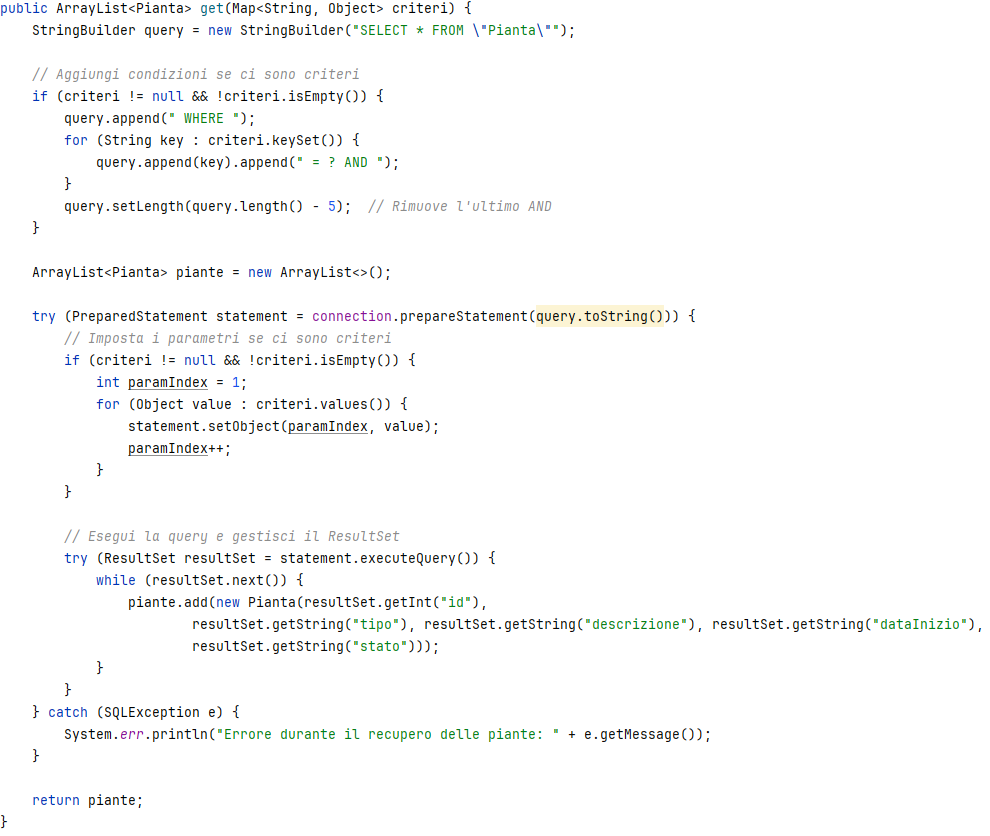 public ArrayList<Pianta> get(Map<String, Object> criteri) {
    StringBuilder query = new StringBuilder("SELECT * FROM \"Pianta\"");

    // Aggiungi condizioni se ci sono criteri
    if (criteri != null && !criteri.isEmpty()) {
        query.append(" WHERE ");
        for (String key : criteri.keySet()) {
            query.append(key).append(" = ? AND ");
        }
        query.setLength(query.length() - 5);  // Rimuove l'ultimo AND
    }

    ArrayList<Pianta> piante = new ArrayList<>();

    try (PreparedStatement statement = connection.prepareStatement(query.toString())) {
        // Imposta i parametri se ci sono criteri
        if (criteri != null && !criteri.isEmpty()) {
            int paramIndex = 1;
            for (Object value : criteri.values()) {
                statement.setObject(paramIndex, value);
                paramIndex++;
            }
        }

        // Esegui la query e gestisci il ResultSet
        try (ResultSet resultSet = statement.executeQuery()) {
            while (resultSet.next()) {
                piante.add(new Pianta(resultSet.getInt("id"),
                        resultSet.getString("tipo"), resultSet.getString("descrizione"), resultSet.getString("dataInizio"),
                        resultSet.getString("stato")));
            }
        }
    } catch (SQLException e) {
        System.err.println("Errore durante il recupero delle piante: " + e.getMessage());
    }

    return piante;
}